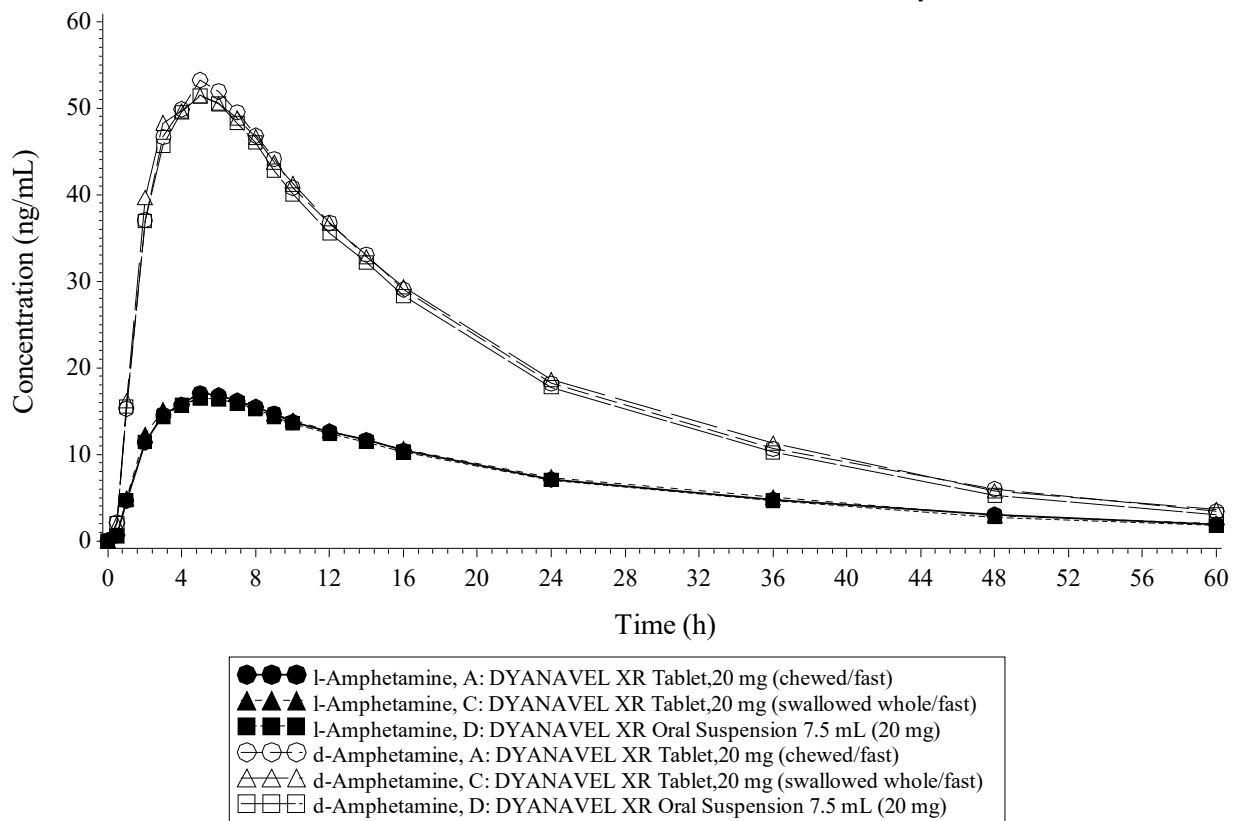 60
50
40
30
20
10
0
Concentration (ng/mL)
0 4 8 12 16 20 24 28 32 36 40 44 48 52 56 60
Time (h)
l-Amphetamine, A: DYANAVEL XR Tablet,20 mg (chewed/fast)
l-Amphetamine, C: DYANAVEL XR Tablet,20 mg (swallowed whole/fast)
l-Amphetamine, D: DYANAVEL XR Oral Suspension 7.5 mL (20 mg)
d-Amphetamine, A: DYANAVEL XR Tablet,20 mg (chewed/fast)
d-Amphetamine, C: DYANAVEL XR Tablet,20 mg (swallowed whole/fast)
d-Amphetamine, D: DYANAVEL XR Oral Suspension 7.5 mL (20 mg)